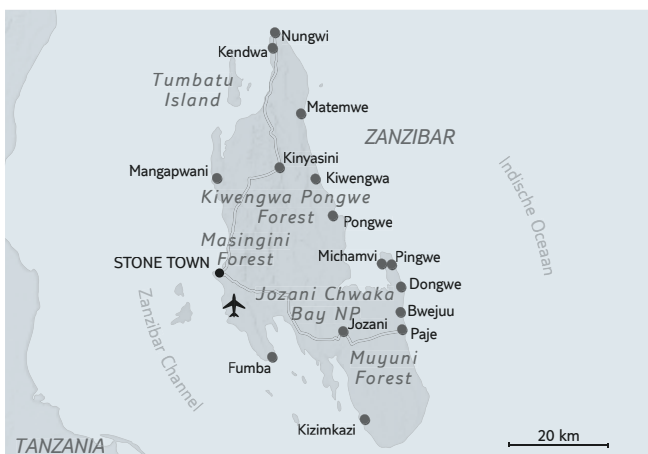 Nungwi
Kendwa
Tumbatu
Island
Matemwe
ZANZIBAR
Kinyasini
Mangapwani
Kiwengwa
Kiwengwa Pongwe
Forest
Pongwe
Masingini
Forest
Michamvi
Pingwe
STONE TOWN
Indische Oceaan
Dongwe
Jozani Chwaka
Bay NP
Bwejuu
Jozani
Paje
Zanzibar Channel
Muyuni
Forest
Fumba
Kizimkazi
20 km
TANZANIA